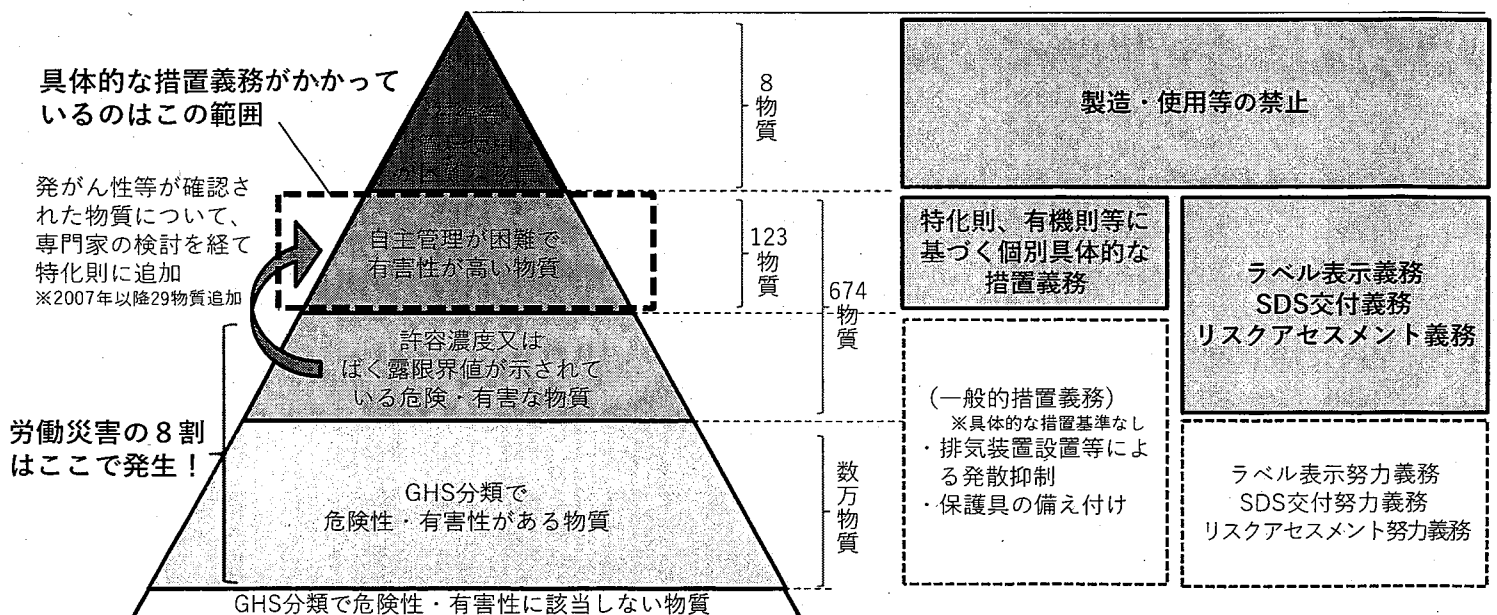 具体的な措置義務がかかって
いるのはこの範囲
発がん性等が確認さ
れた物質について、
専門家の検討を経て
特化則に追加
※2007年以降29物質追加
労働災害の8割
はここで発生!
自主管理が困難で
有害性が高い物質
許容濃度又は
ばく露限界値が示されて
いる危険・有害な物質
GHS分類で
危険性・有害性がある物質
GHS分類で危険性・有害性に該当しない物質
8物質
123物質
674物質
数万物質
製造・使用等の禁止
特化則、有機則等に
基づく個別具体的な
措置義務
ラベル表示義務
SDS交付義務
リスクアセスメント義務
(一般的措置義務)
※具体的な措置基準なし
・排気装置設置等によ
る発散抑制
・保護具の備え付け
ラベル表示努力義務
SDS交付努力義務
リスクアセスメント努力義務